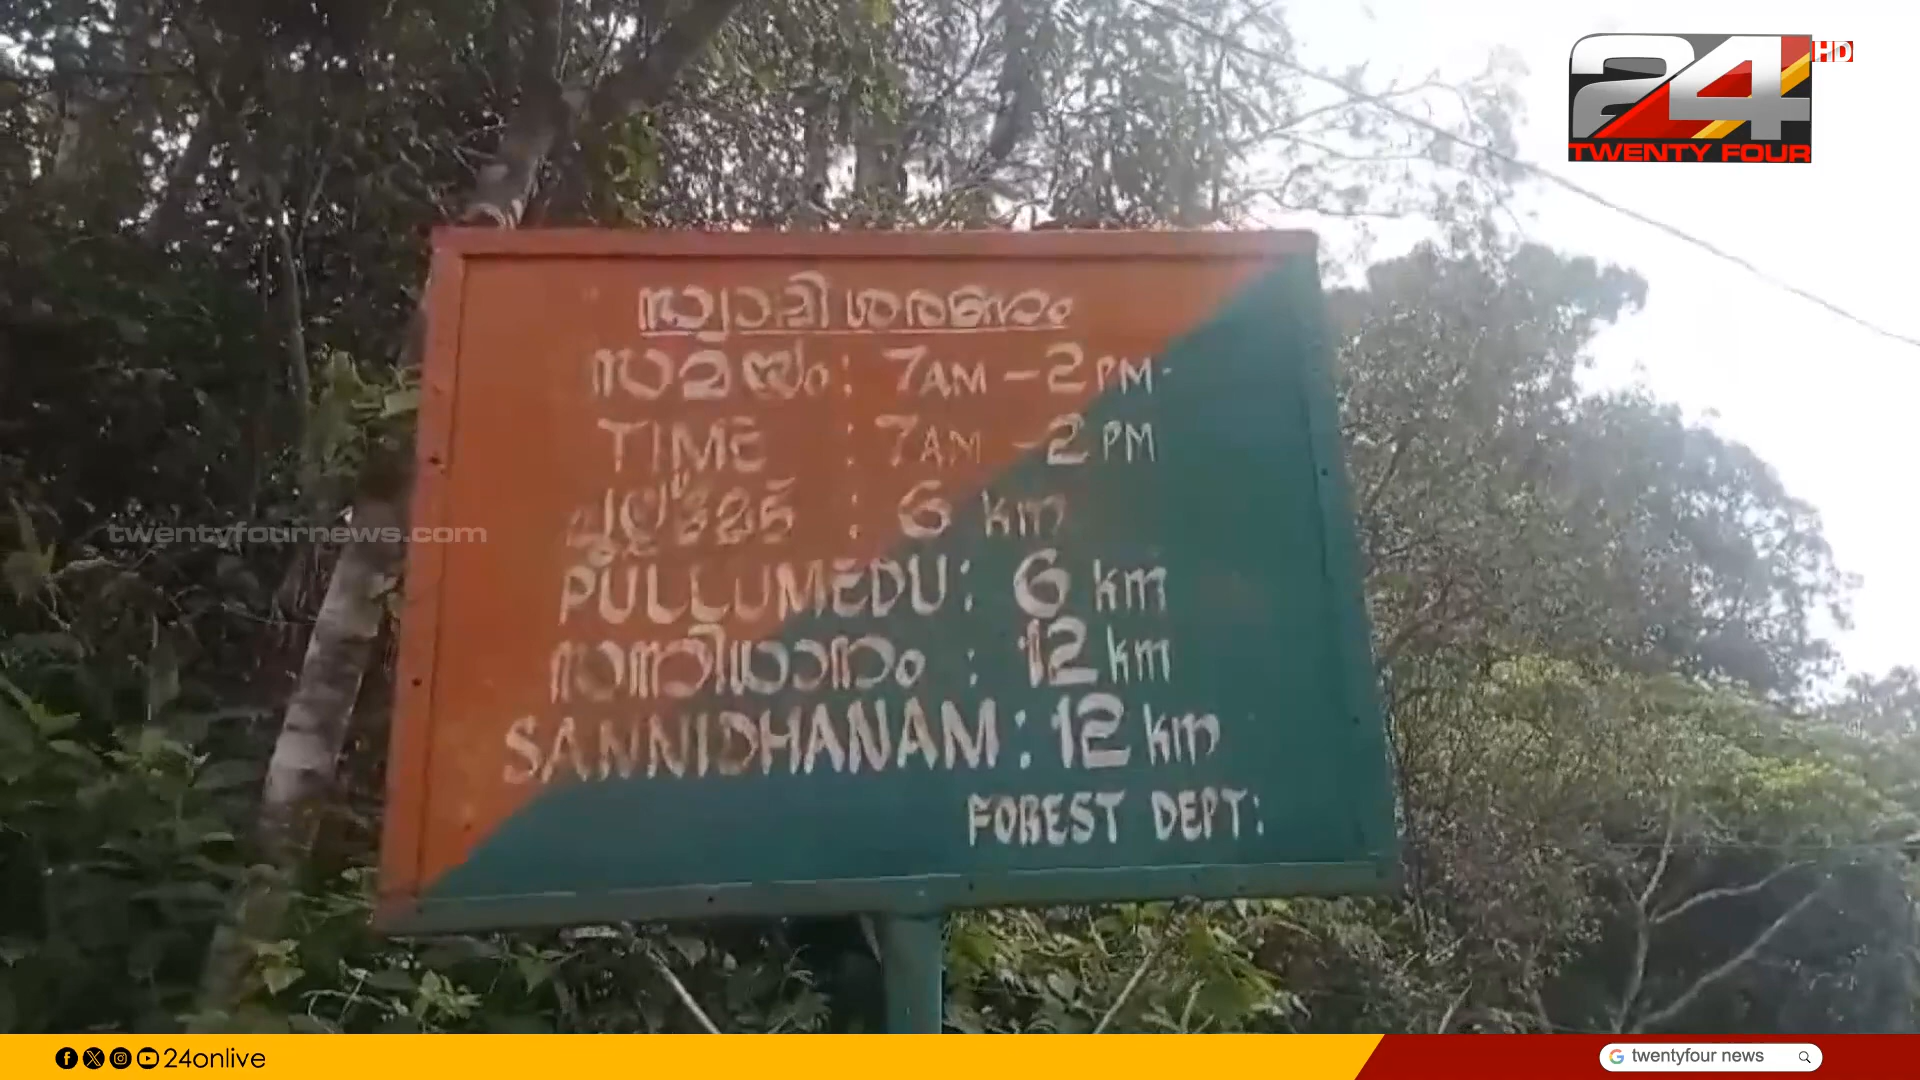 24 HD
TWENTY FOUR
സ്വാമി ശരണം
സമയം: 7AM - 2PM
TIME : 7AM - 2PM
പുല്ലുമേട് : 6 km
PULLUMEDU: 6 km
സന്നിധാനം : 12 km
SANNIDHANAM: 12 km
FOREST DEPT:
twentyfournews.com
24onlive
twentyfour news